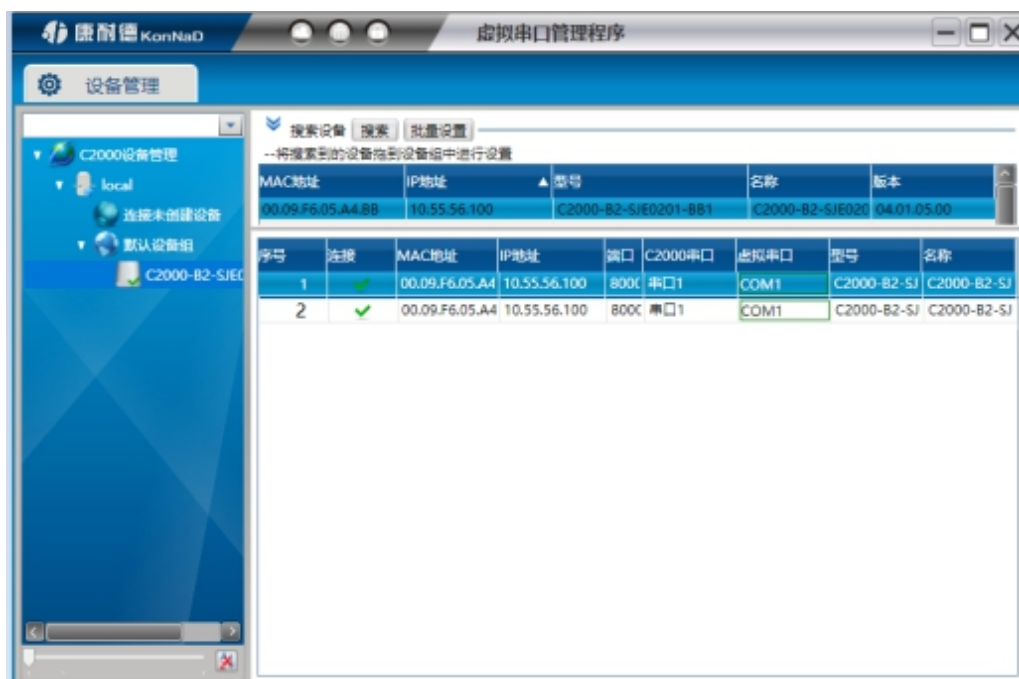 康耐德 KonNaD 虚拟串口管理程序
设备管理
搜索设备 搜索 批量设置
--将搜索到的设备拖到设备组中进行设置
C2000设备管理
local
连接未创建设备
默认设备组
C2000-B2-SJE0
MAC地址 IP地址 型号 名称 版本
00.09.F6.05.A4.BB 10.55.56.100 C2000-B2-SJE0201-BB1 C2000-B2-SJE020 04.01.05.00
序号 连接 MAC地址 IP地址 端口 C2000串口 虚拟串口 型号 名称
1 00.09.F6.05.A4 10.55.56.100 800 串口1 COM1 C2000-B2-SJ C2000-B2-SJ
2 00.09.F6.05.A4 10.55.56.100 800 串口1 COM1 C2000-B2-SJ C2000-B2-SJ